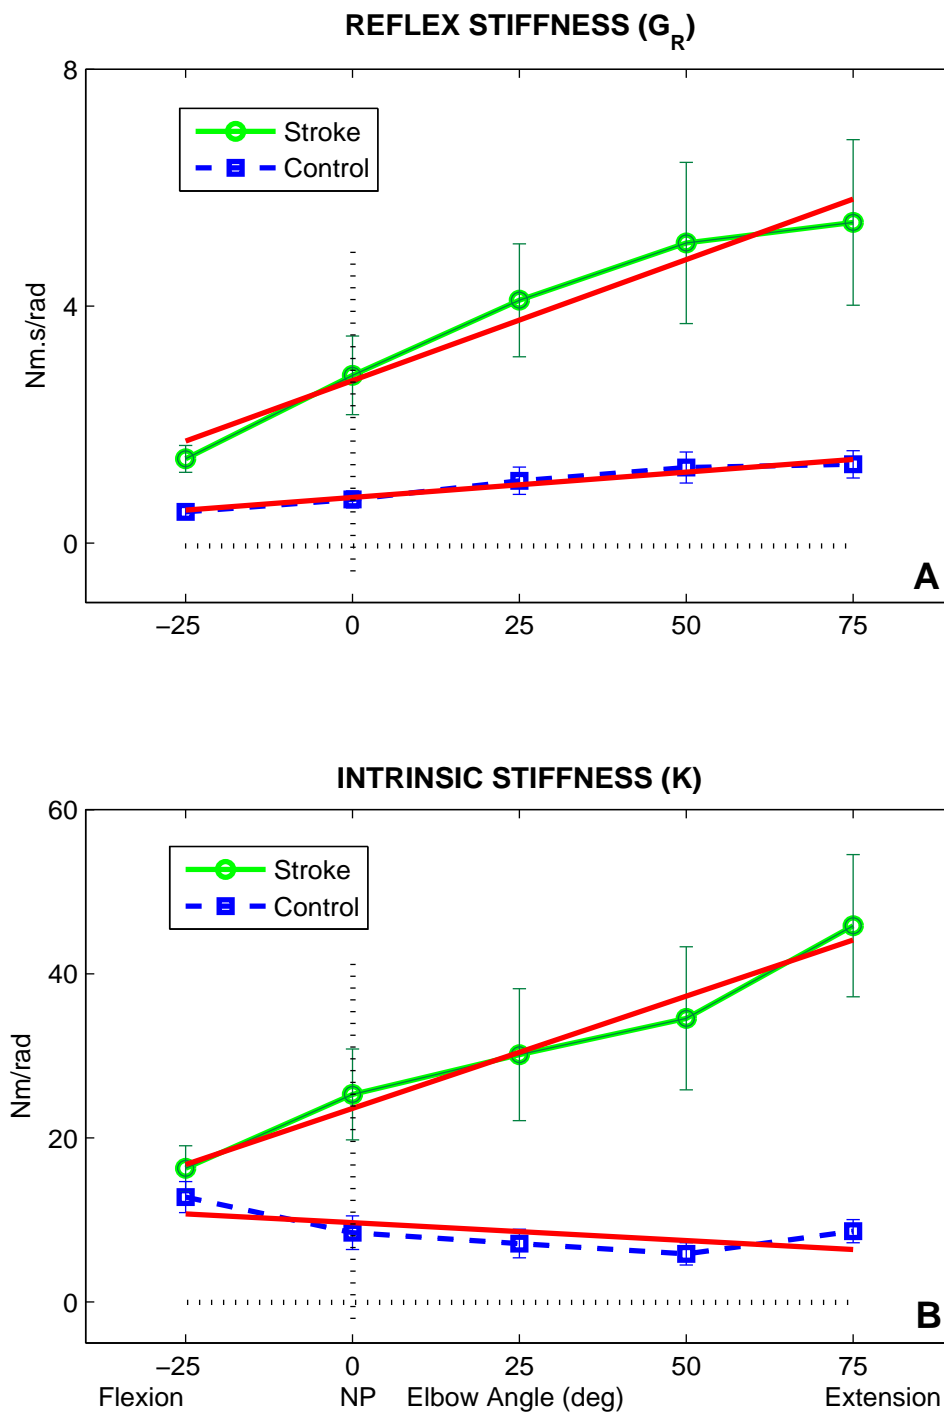 REFLEX STIFFNESS (G_R)
8
Stroke
Control
4
Nm.s/rad
0
A
−25 0 25 50 75
INTRINSIC STIFFNESS (K)
60
Stroke
Control
40
Nm/rad
20
0
B
−25 0 25 50 75
Flexion NP Elbow Angle (deg) Extension